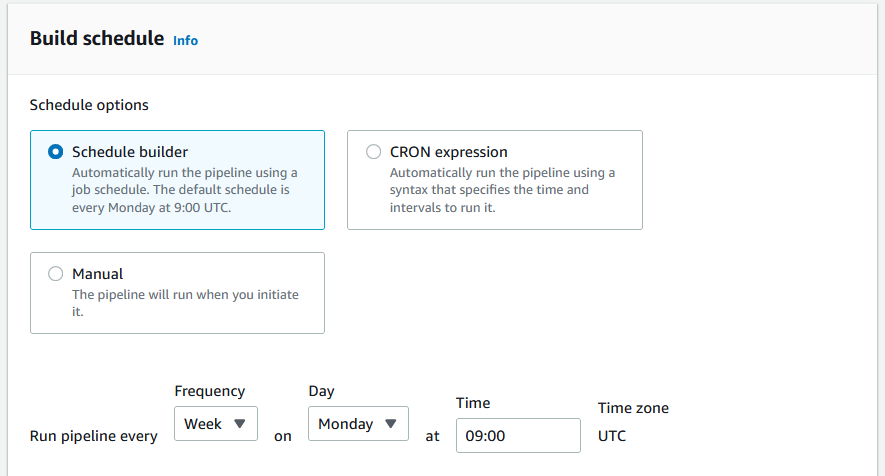 Build schedule Info
Schedule options
Schedule builder
Automatically run the pipeline using a
job schedule. The default schedule is
every Monday at 9:00 UTC.
CRON expression
Automatically run the pipeline using a
syntax that specifies the time and
intervals to run it.
Manual
The pipeline will run when you initiate
it.
Frequency
Day
Time
Time zone
Run pipeline every Week on Monday at 09:00 UTC